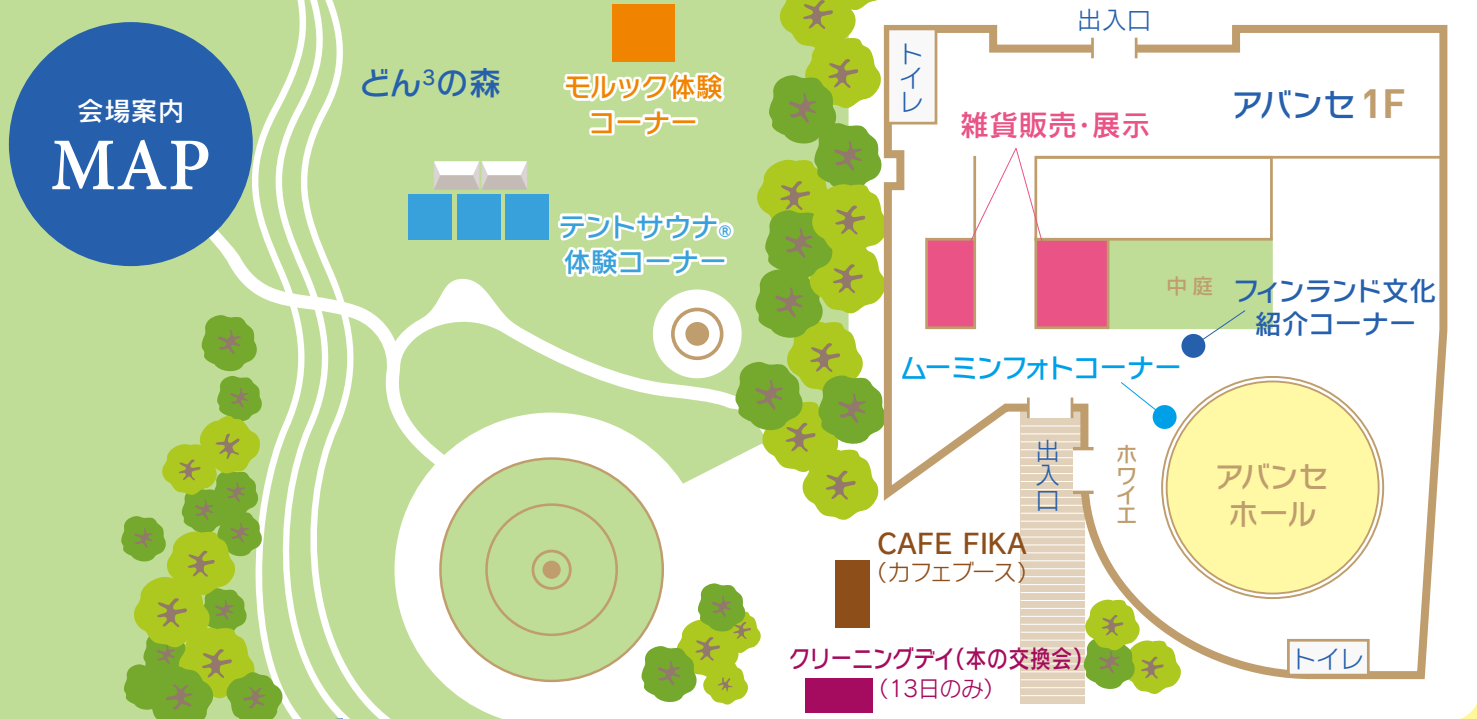 会場案内
MAP
どん³の森
モルック体験
コーナー
テントサウナ®
体験コーナー
出入口
トイレ
アバンセ 1F
雑貨販売・展示
中庭
フィンランド文化
紹介コーナー
ムーミンフォトコーナー
出入口
ホワイエ
アバンセ
ホール
CAFE FIKA
（カフェブース）
クリーニングデイ（本の交換会）
（13日のみ）
トイレ